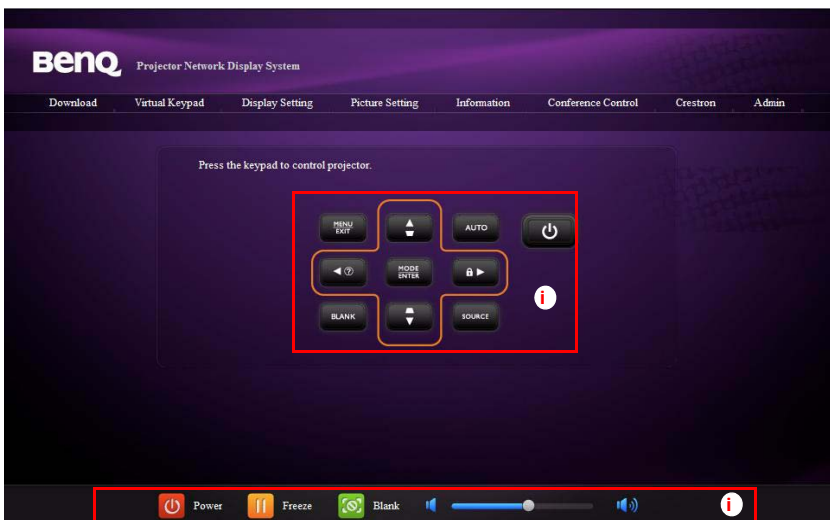 BenQ Projector Network Display System
Download Virtual Keypad Display Setting Picture Setting Information Conference Control Crestron Admin
Press the keypad to control projector.
MENU
EXIT
AUTO
?
MODE
ENTER
BLANK
SOURCE
i
Power Freeze Blank
i